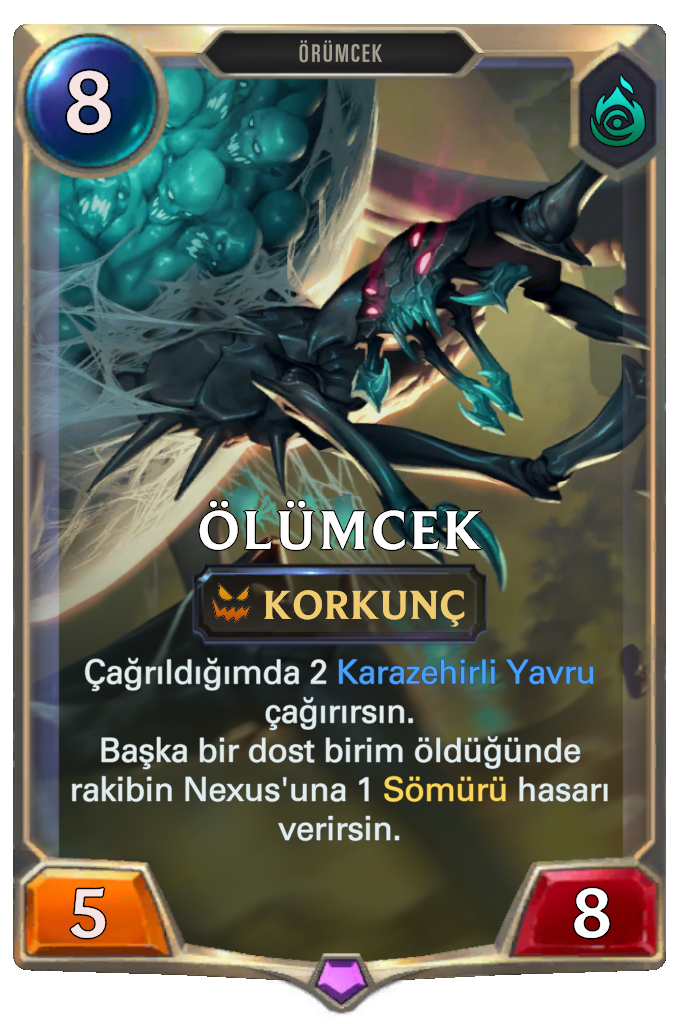 8
ÖRÜMCEK
ÖLÜMCEK
KORKUNÇ
Çağrıldığımda 2 Karazehirli Yavru
çağırırsın.
Başka bir dost birim öldüğünde
rakibin Nexus'una 1 Sömürü hasarı
verirsin.
5
8